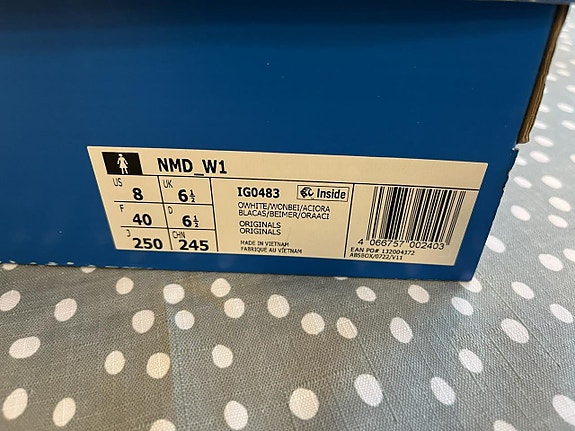 NMD_W1
US 8 UK 6½
F 40 D 6½
J 250 CHN 245
IG0483 Inside
OWHITE/WONBEI/ACIORA
BLACAS/BEIMER/ORAACI
ORIGINALS
ORIGINALS
MADE IN VIETNAM
FABRIQUE AU VIETNAM
4 066757 002403
EAN PO# 132004372
ABSBOX/0722/V11